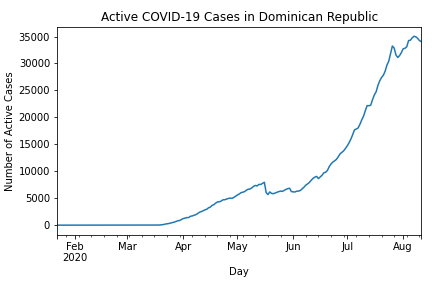 Active COVID-19 Cases in Dominican Republic
Number of Active Cases
35000
30000
25000
20000
15000
10000
5000
0
Feb
2020
Mar
Apr
May
Jun
Jul
Aug
Day